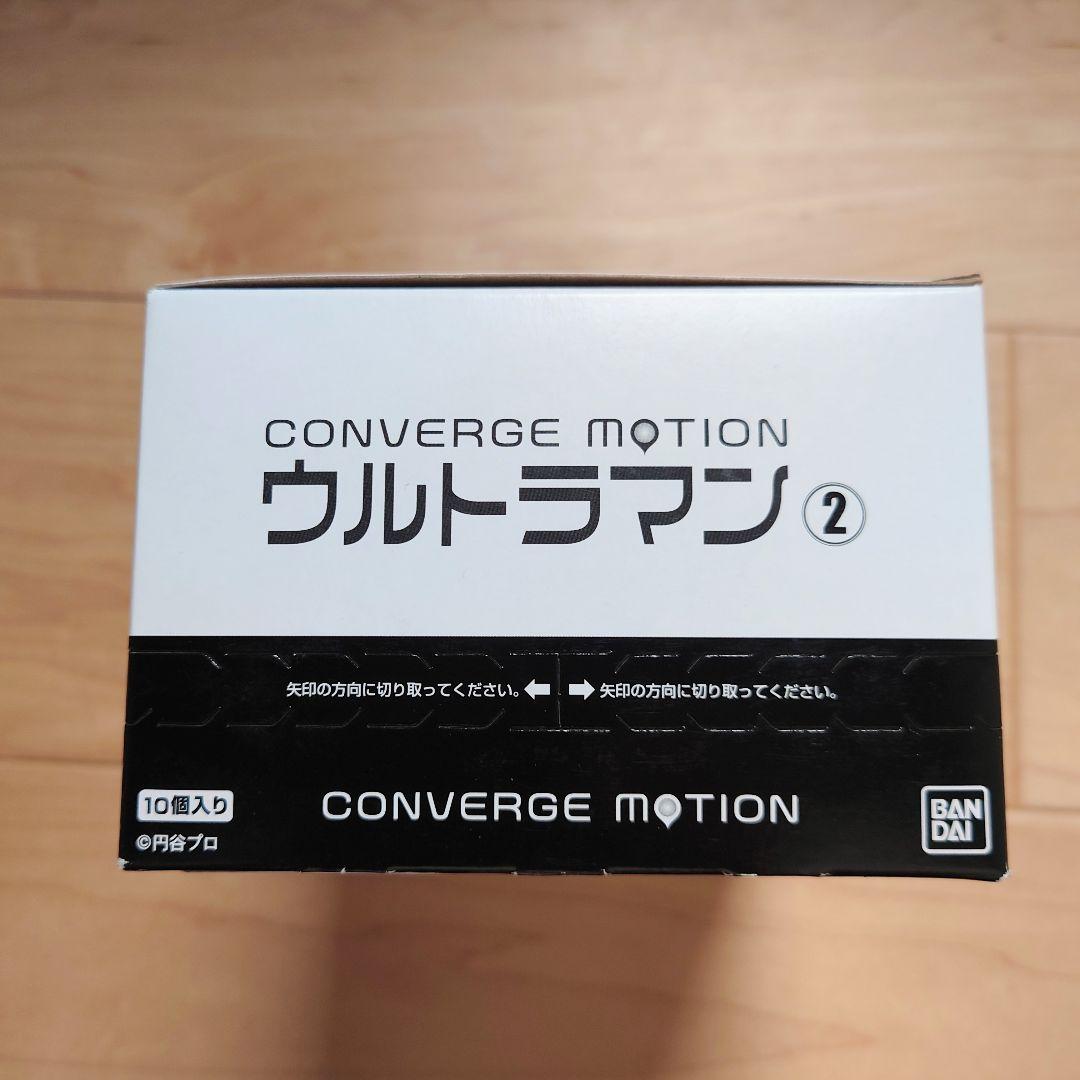 CONVERGE MOTION
ウルトラマン②
矢印の方向に切り取ってください。⬅ ➡矢印の方向に切り取ってください。
10個入り
©円谷プロ
CONVERGE MOTION
BAN
DAI